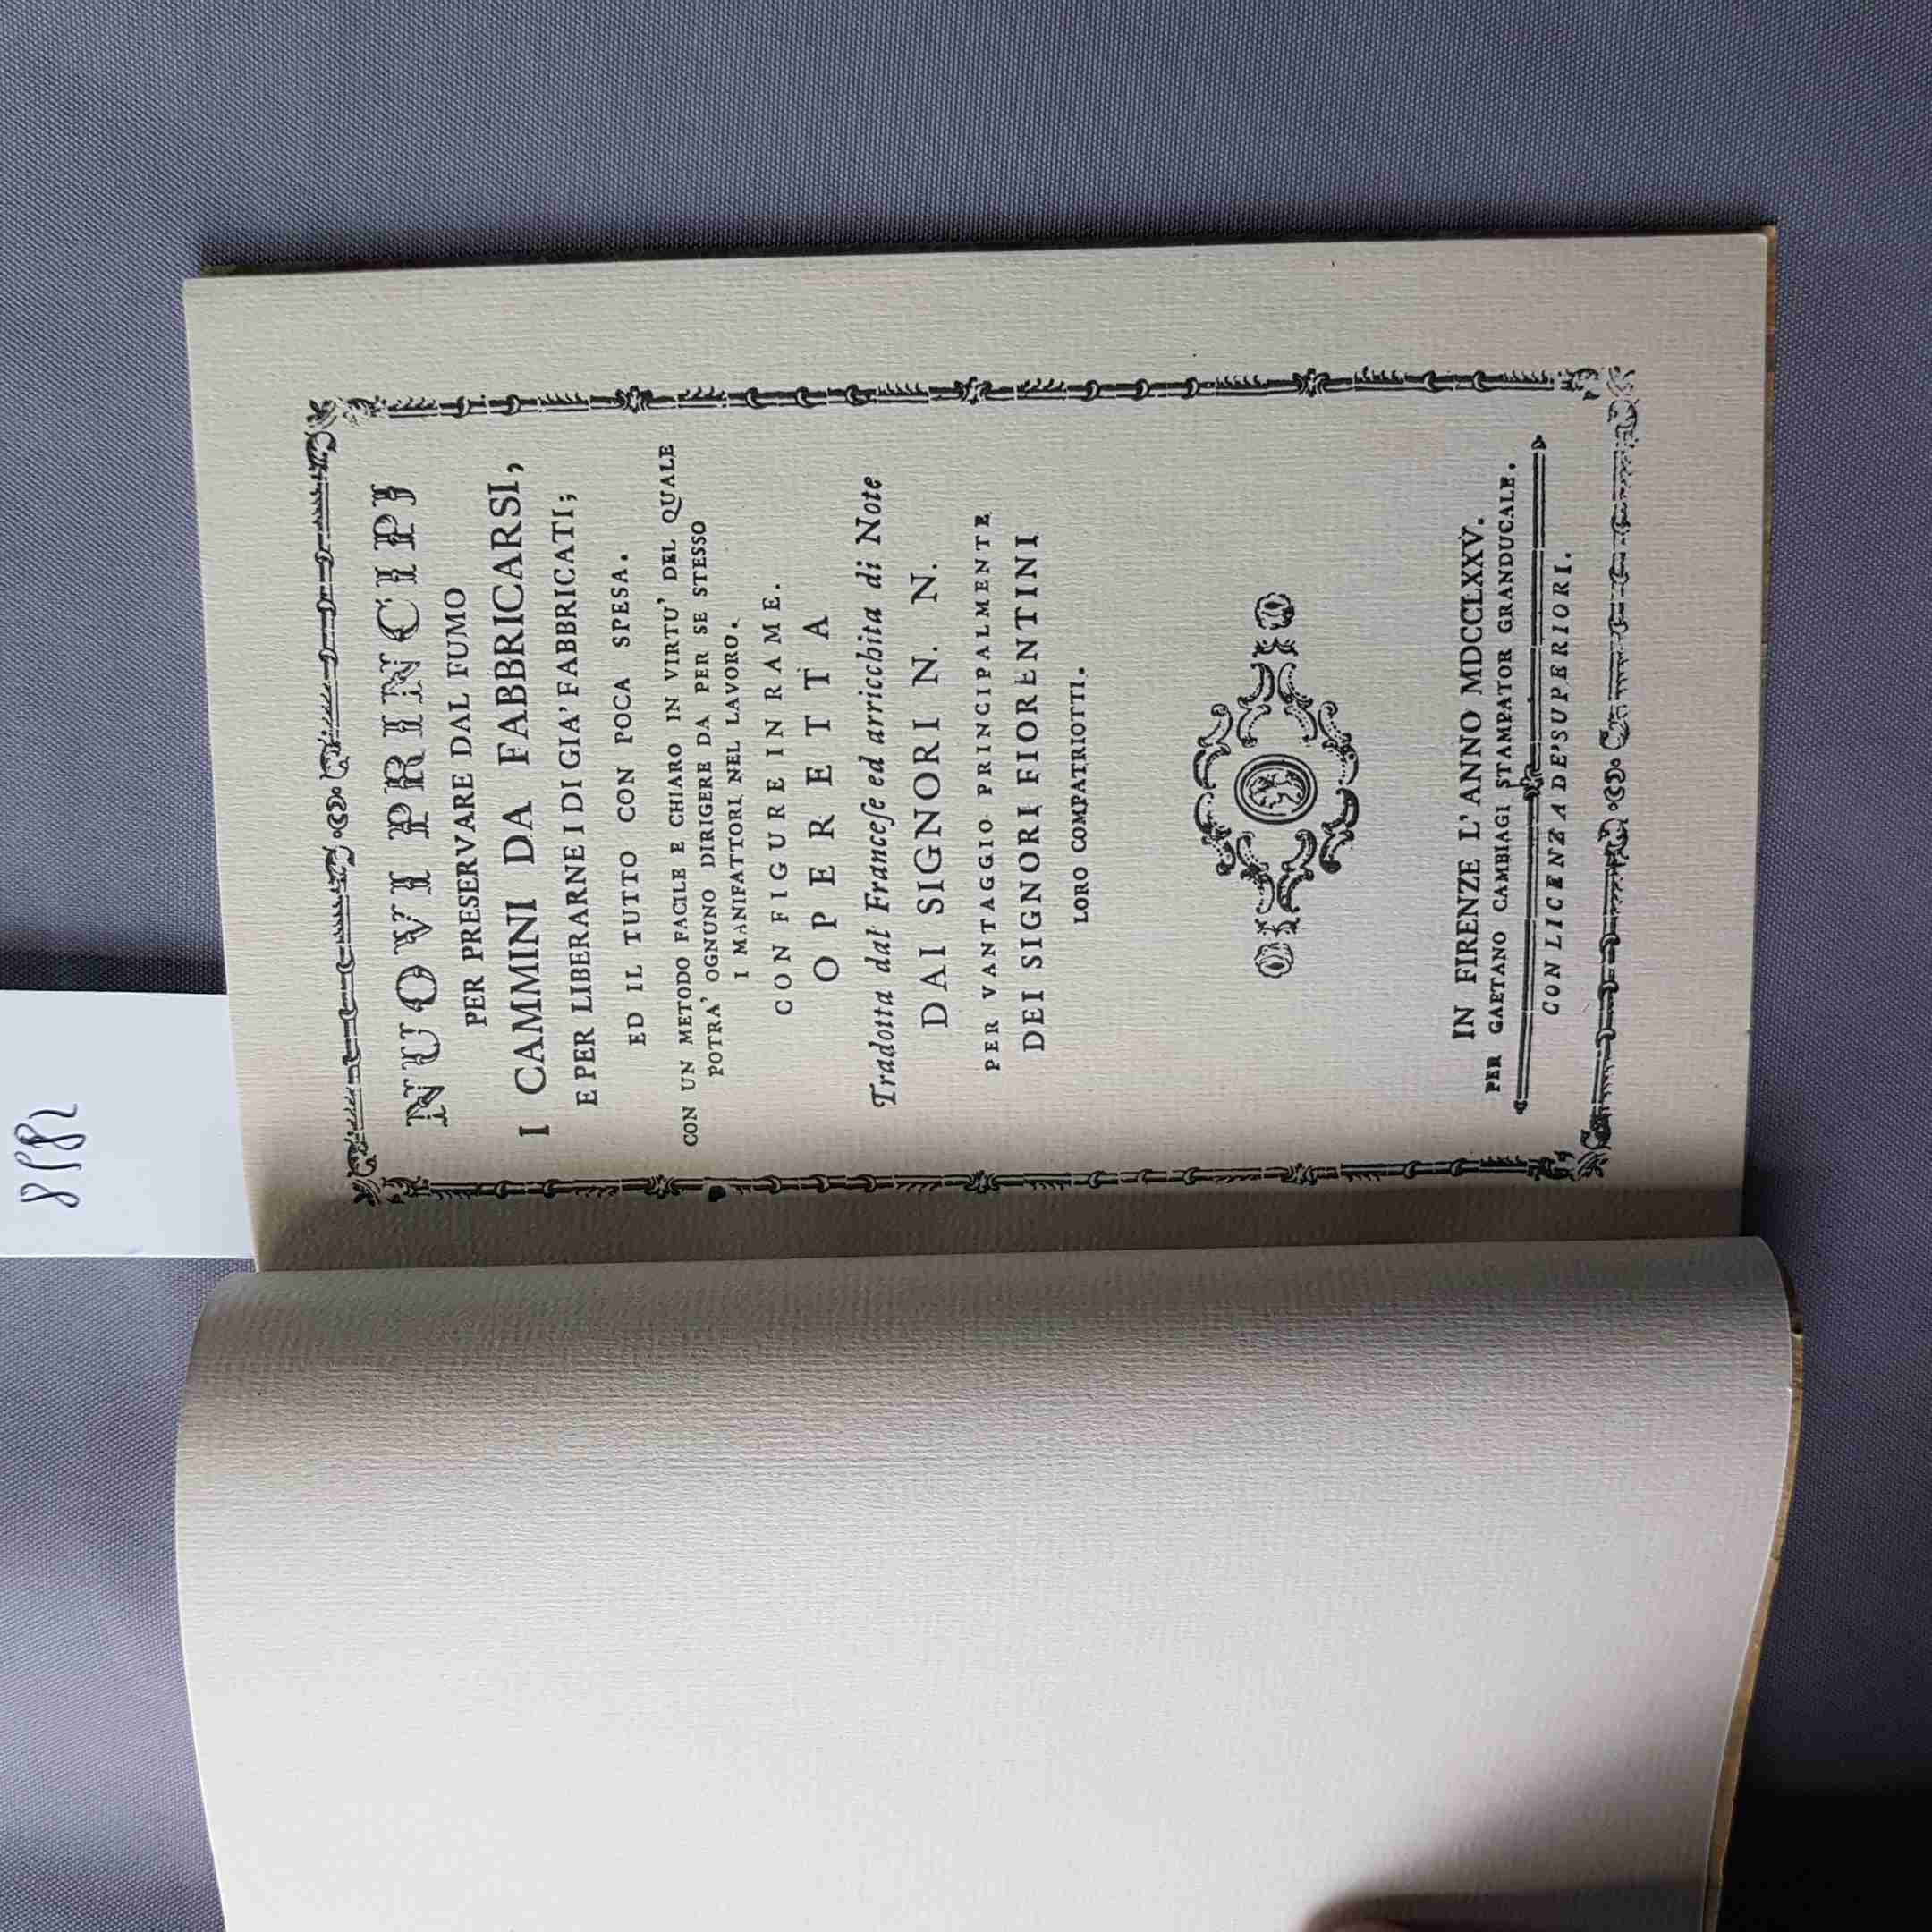 NUOVI PRINCIPJ
PER PRESERVARE DAL FUMO
I CAMMINI DA FABBRICARSI,
E PER LIBERARNE I DI GIA' FABBRICATI;
ED IL TUTTO CON POCA SPESA.
CON UN METODO FACILE E CHIARO IN VIRTU' DEL QUALE
POTRA' OGNUNO DIRIGERE DA PER SE STESSO
I MANIFATTORI NEL LAVORO.
CON FIGURE IN RAME.
OPERETTA
Tradotta dal Franceſe ed arricchita di Note
DAI SIGNORI N. N.
PER VANTAGGIO PRINCIPALMENTE
DEI SIGNORI FIORENTINI
LORO COMPATRIOTTI.
IN FIRENZE L'ANNO MDCCLXXV.
PER GAETANO CAMBIAGI STAMPATOR GRANDUCALE.
CON LICENZA DE'SUPERIORI.